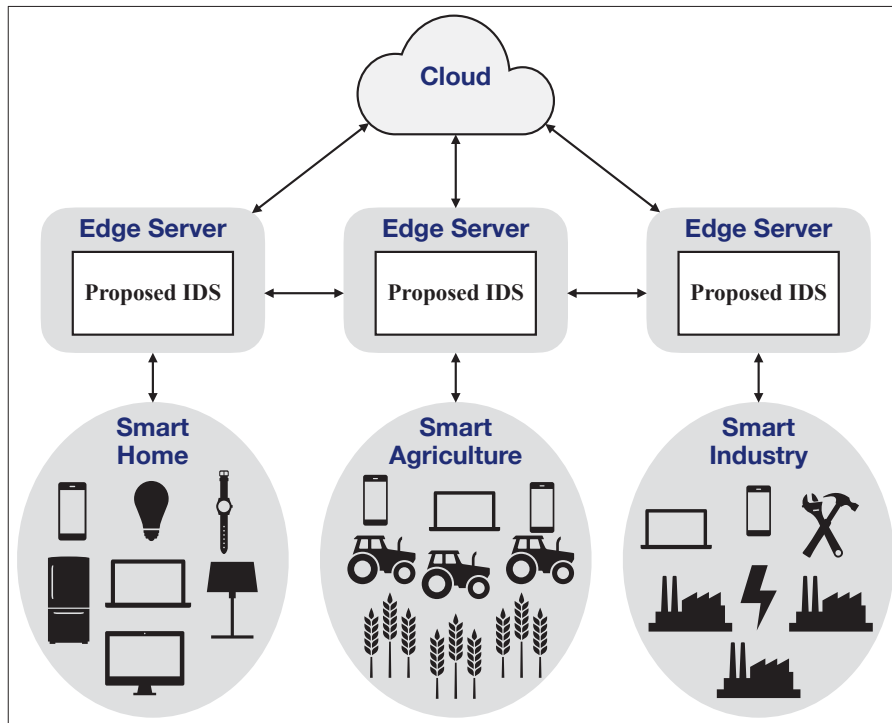 Cloud
Edge Server
Edge Server
Edge Server
Proposed IDS
Proposed IDS
Proposed IDS
Smart
Home
Smart
Agriculture
Smart
Industry